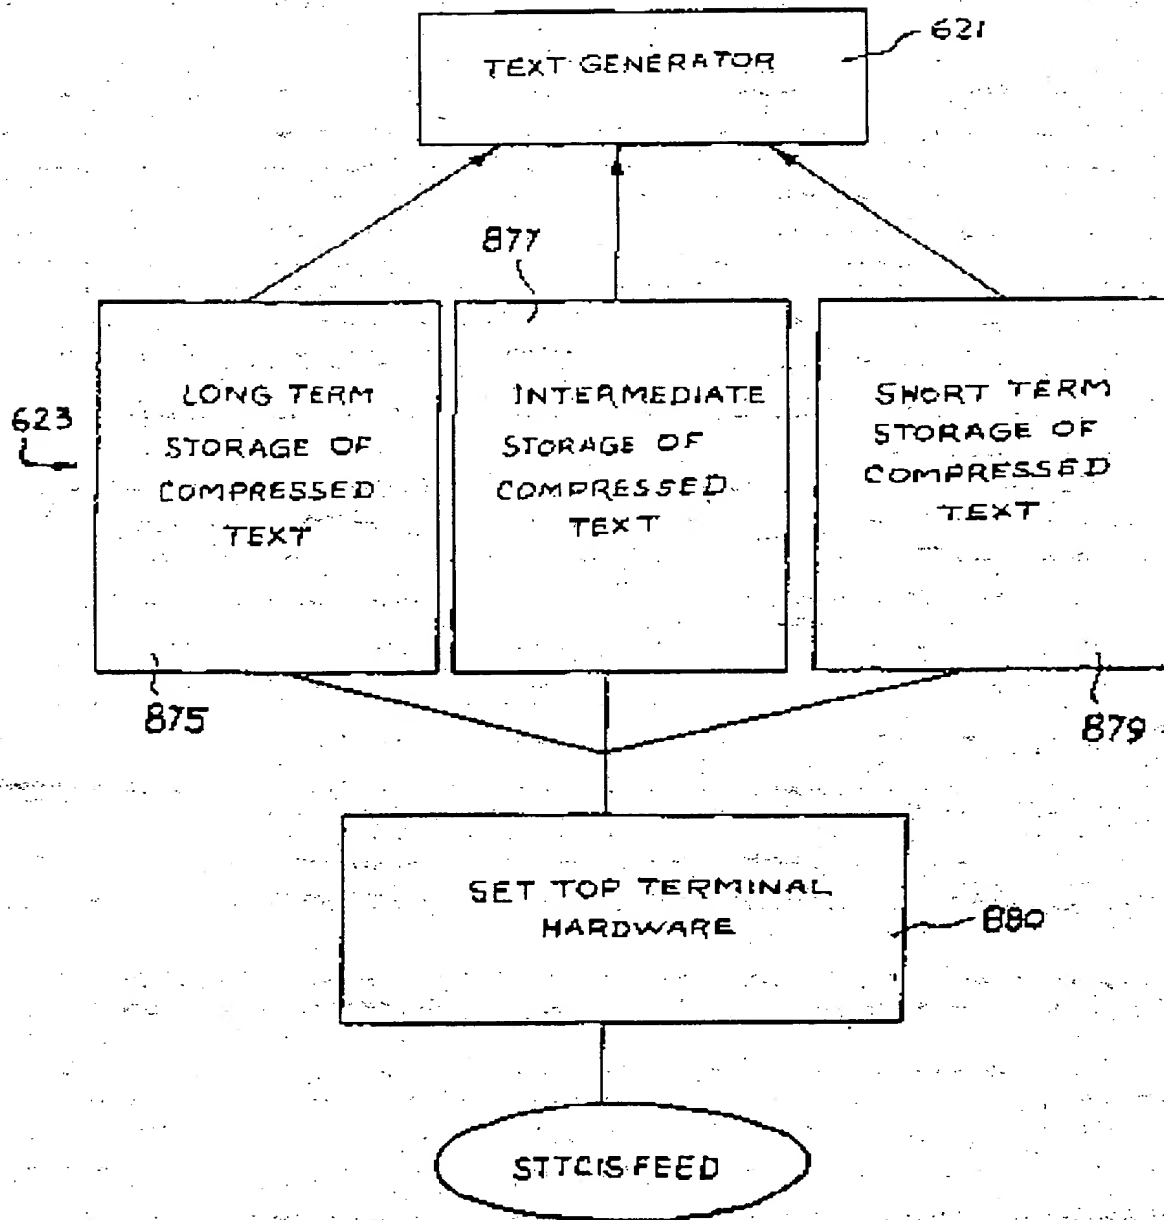 621
TEXT GENERATOR
877
623
LONG TERM
STORAGE OF
COMPRESSED
TEXT
INTERMEDIATE
STORAGE OF
COMPRESSED
TEXT
SHORT TERM
STORAGE OF
COMPRESSED
TEXT
875
879
SET TOP TERMINAL
HARDWARE
880
STTCIS FEED